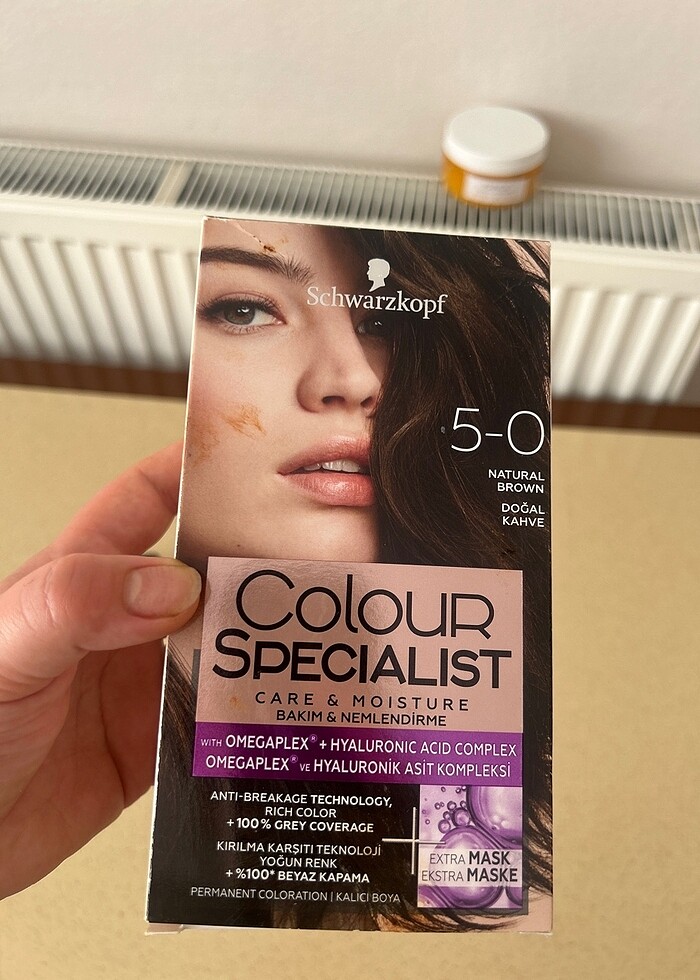 Schwarzkopf
5-0
NATURAL
BROWN
DOĞAL
KAHVE
Colour
SPECIALIST
CARE & MOISTURE
BAKIM & NEMLENDİRME
WITH OMEGAPLEX® + HYALURONIC ACID COMPLEX
OMEGAPLEX® VE HYALURONİK ASİT KOMPLEKSİ
ANTI-BREAKAGE TECHNOLOGY,
RICH COLOR
+100% GREY COVERAGE
KIRILMA KARŞITI TEKNOLOJİ
YOĞUN RENK
+ %100* BEYAZ KAPAMA
PERMANENT COLORATION | KALICI BOYA
EXTRA MASK
EKSTRA MASKE